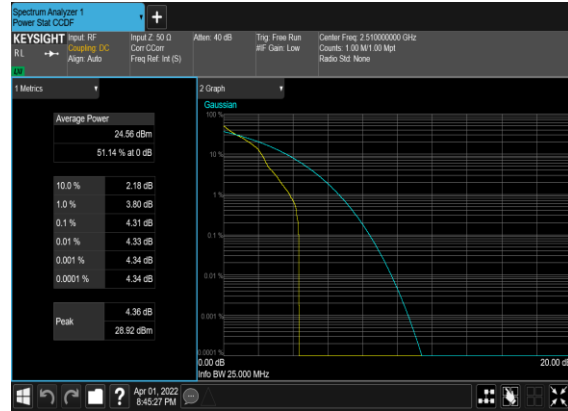 Spectrum Analyzer 1
Power Stat CCDF
KEYSIGHT
R L
Input: RF
Coupling: DC
Align: Auto
Input Z: 50 Ω
Corr CCorr
Freq Ref: Int (S)
Atten: 40 dB
Trig: Free Run
#IF Gain: Low
Center Freq: 2.510000000 GHz
Counts: 1.00 M/1.00 Mpt
Radio Std: None
1 Metrics
Average Power
24.56 dBm
51.14 % at 0 dB
10.0 % 2.18 dB
1.0 % 3.80 dB
0.1 % 4.31 dB
0.01 % 4.33 dB
0.001 % 4.34 dB
0.0001 % 4.34 dB
Peak 4.36 dB
28.92 dBm
2 Graph
Gaussian
100 %
10 %
1 %
0.1 %
0.01 %
0.001 %
0.0001 %
0.00 dB 20.00 dB
Info BW 25.000 MHz
?
Apr 01, 2022
8:45:27 PM